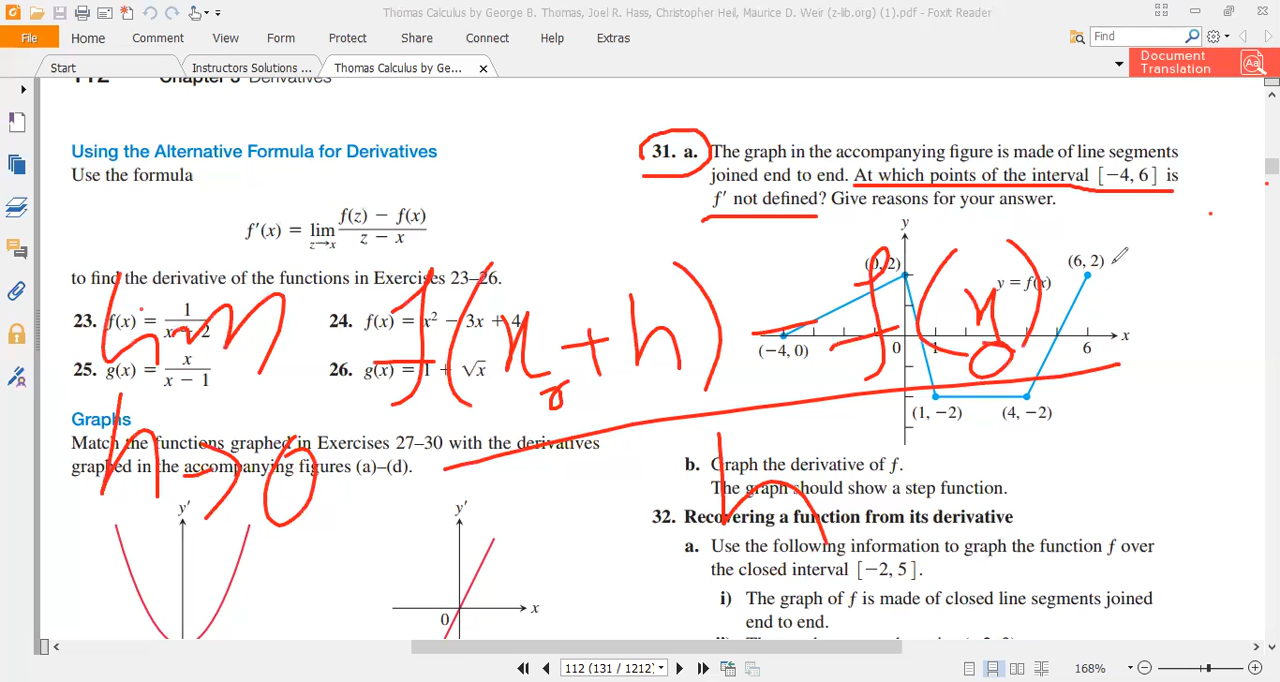 Thomas Calculus by George B. Thomas, Joel R. Hass, Christopher Heil, Maurice D. Weir (z-lib.org) (1).pdf - Foxit Reader
File Home Comment View Form Protect Share Connect Help Extras Find
Start Instructors Solutions ... Thomas Calculus by Ge... ×
Document
Translation
112 Chapter 3 Derivatives
Using the Alternative Formula for Derivatives
Use the formula
f′(x) = lim z→x (f(z) − f(x)) / (z − x)
to find the derivative of the functions in Exercises 23–26.
23. f(x) = 1 / (x + 2)
24. f(x) = x² − 3x + 4
25. g(x) = x / (x − 1)
26. g(x) = 1 + √x
Graphs
Match the functions graphed in Exercises 27–30 with the derivatives
graphed in the accompanying figures (a)–(d).
y′
y′
0
x
31. a. The graph in the accompanying figure is made of line segments
joined end to end. At which points of the interval [−4, 6] is
f′ not defined? Give reasons for your answer.
y
(0, 2)
(6, 2)
y = f(x)
x
(−4, 0)
0
1
6
(1, −2)
(4, −2)
b. Graph the derivative of f.
The graph should show a step function.
32. Recovering a function from its derivative
a. Use the following information to graph the function f over
the closed interval [−2, 5].
i) The graph of f is made of closed line segments joined
end to end.
lim h→0 (f(x₀ + h) − f(x₀)) / h
112 (131 / 1212)
168%